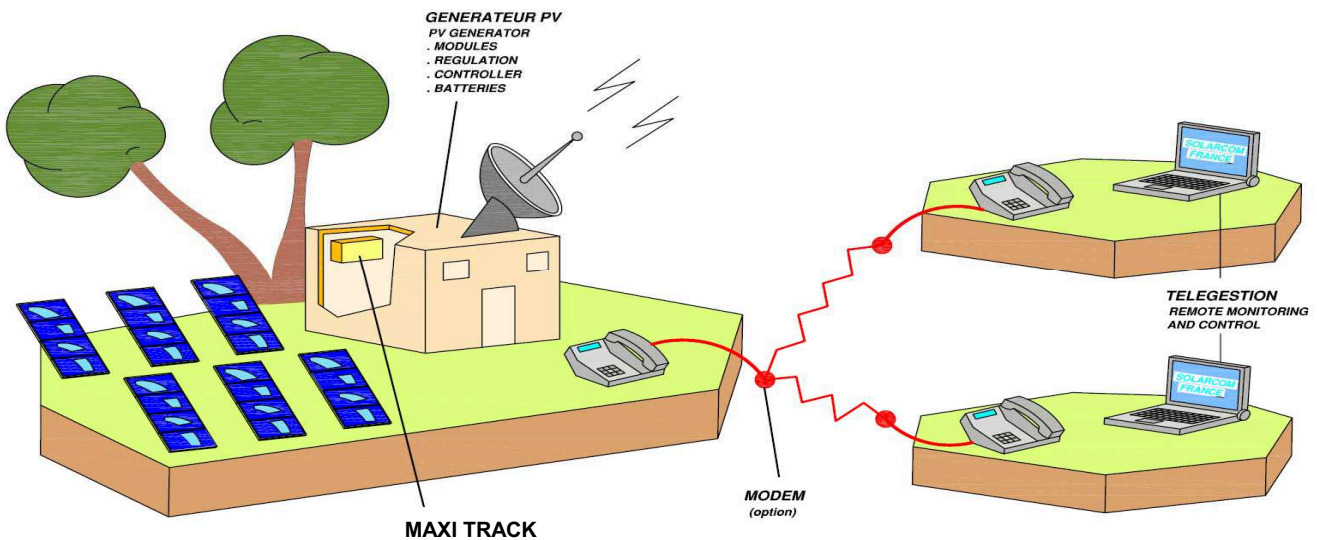 GENERATEUR PV
PV GENERATOR
. MODULES
. REGULATION
. CONTROLLER
. BATTERIES
SOLARCOM
FRANCE
TELEGESTION
REMOTE MONITORING
AND CONTROL
SOLARCOM
FRANCE
MODEM
(option)
MAXI TRACK